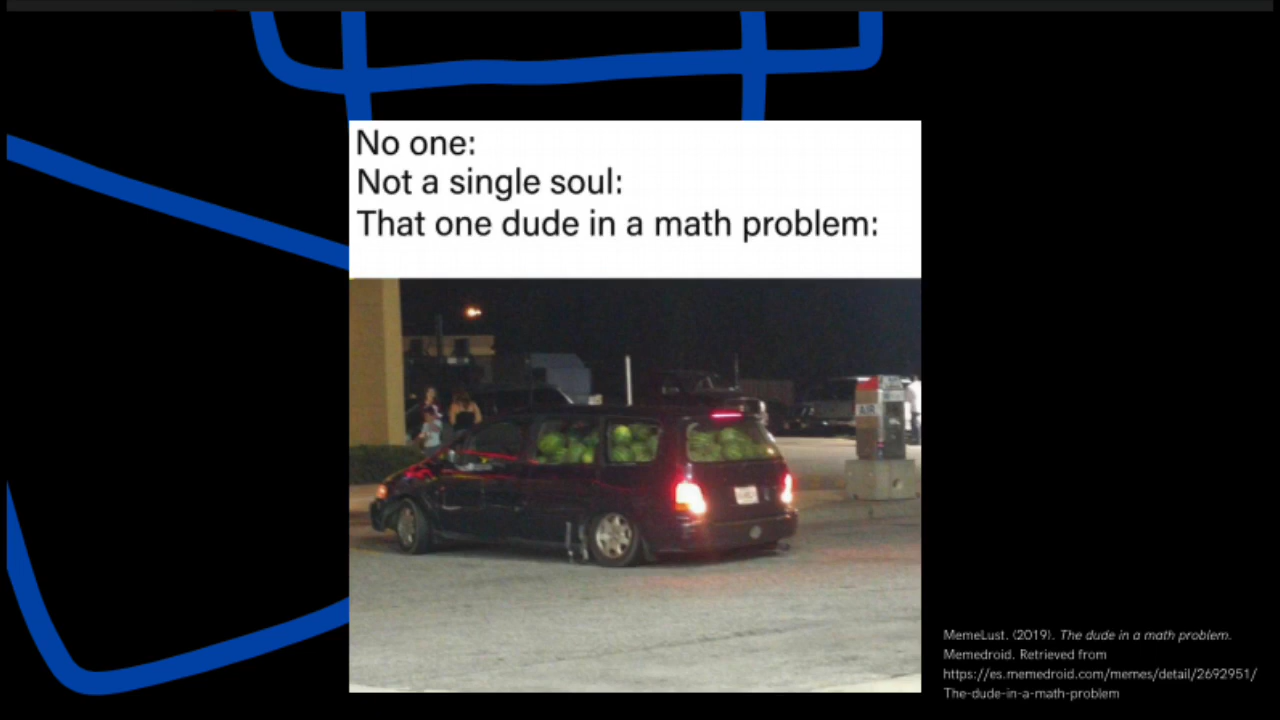 No one:
Not a single soul:
That one dude in a math problem:
AIR
MemeLust. (2019). The dude in a math problem.
Memedroid. Retrieved from
https://es.memedroid.com/memes/detail/2692951/
The-dude-in-a-math-problem